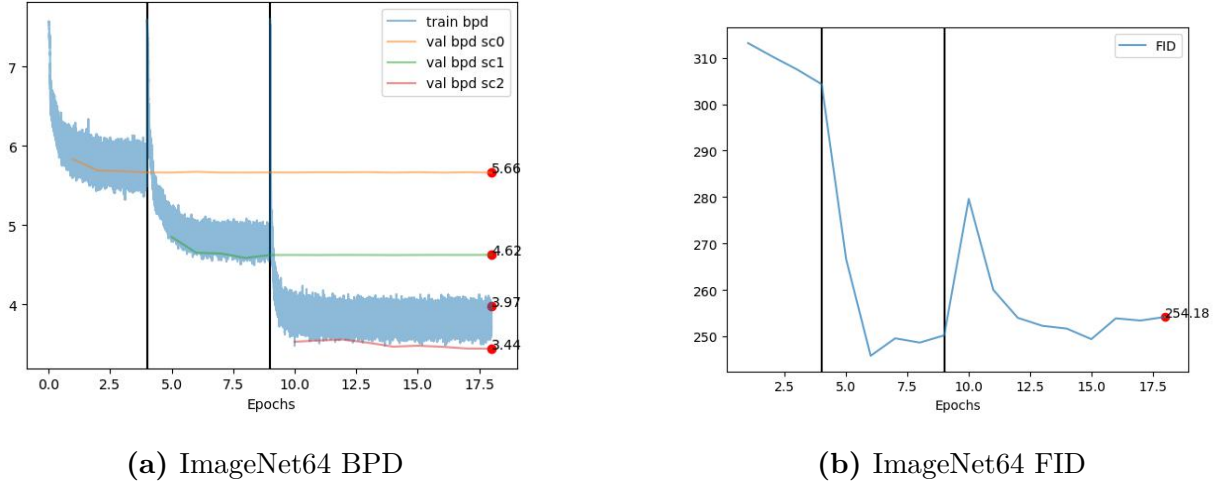 train bpd
val bpd sc0
val bpd sc1
val bpd sc2
7
6
5
4
5.66
4.62
3.97
3.44
0.0 2.5 5.0 7.5 10.0 12.5 15.0 17.5
Epochs
(a) ImageNet64 BPD
FID
310
300
290
280
270
260
250
254.18
2.5 5.0 7.5 10.0 12.5 15.0 17.5
Epochs
(b) ImageNet64 FID